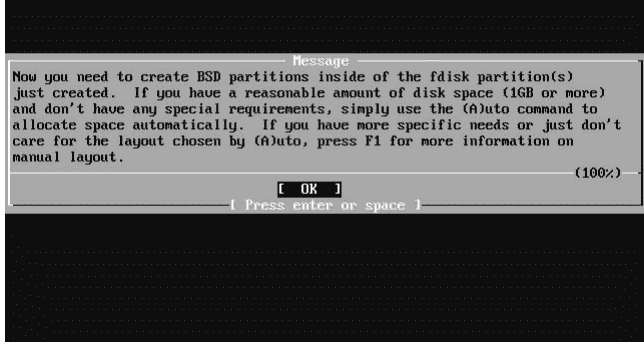 Message
Now you need to create BSD partitions inside of the fdisk partition(s)
just created.  If you have a reasonable amount of disk space (1GB or more)
and don't have any special requirements, simply use the (A)uto command to
allocate space automatically.  If you have more specific needs or just don't
care for the layout chosen by (A)uto, press F1 for more information on
manual layout.
(100%)
[  OK  ]
[ Press enter or space ]